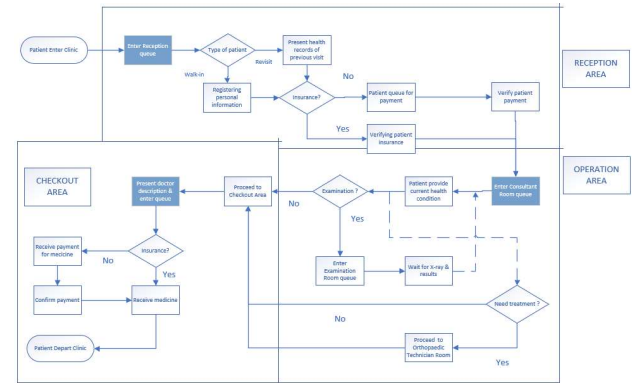 Patient Enter Clinic
Enter Reception
queue
Type of patient
Revisit
Walk-in
Present health
records of
previous visit
Registering
personal
information
Insurance?
No
Yes
Patient queue for
payment
Verify patient
payment
Verifying patient
insurance
RECEPTION
AREA
OPERATION
AREA
Enter Consultant
Room queue
Patient provide
current health
condition
Examination ?
No
Yes
Enter
Examination
Room queue
Wait for X-ray &
results
Need treatment ?
No
Yes
Proceed to
Orthopaedic
Technician Room
Proceed to
Checkout Area
CHECKOUT
AREA
Present doctor
description &
enter queue
Insurance?
No
Yes
Receive payment
for mecicine
Confirm payment
Receive medicine
Patient Depart Clinic